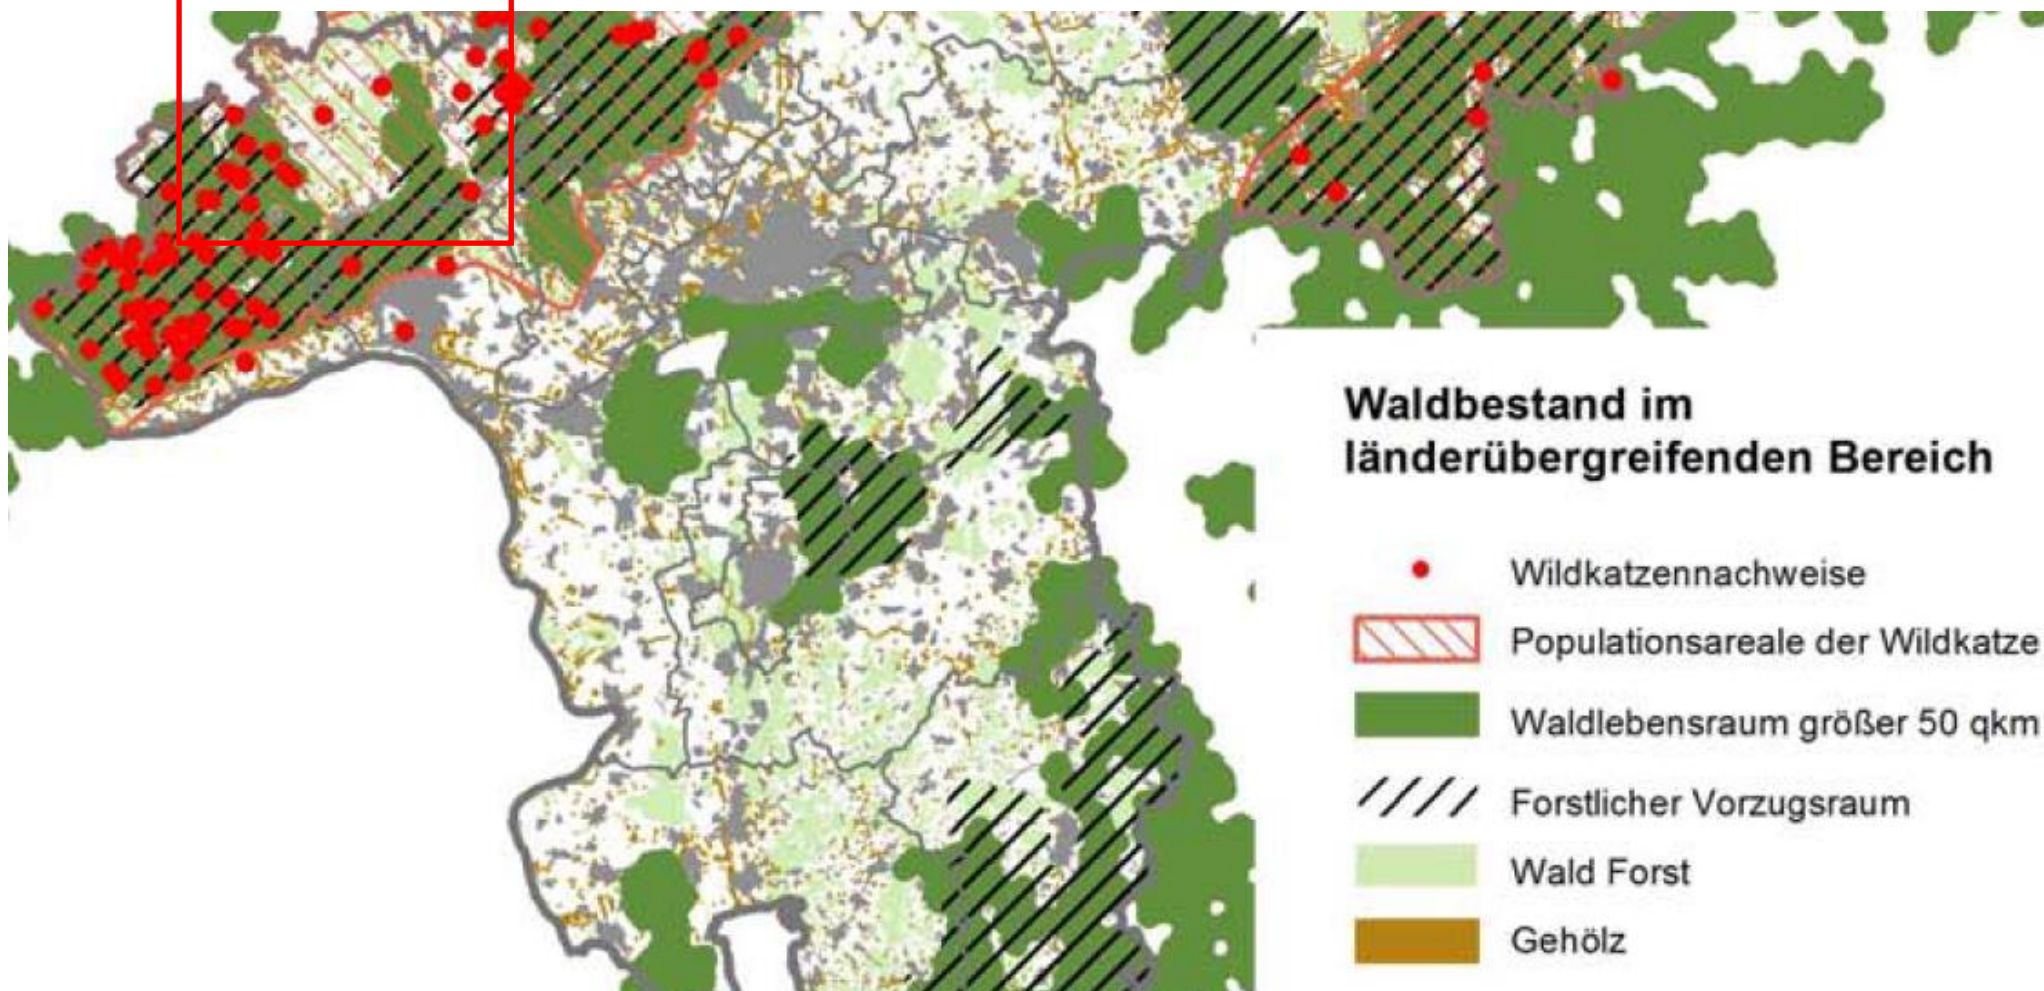 Waldbestand im
länderübergreifenden Bereich
Wildkatzennachweise
Populationsareale der Wildkatze
Waldlebensraum größer 50 qkm
Forstlicher Vorzugsraum
Wald Forst
Gehölz